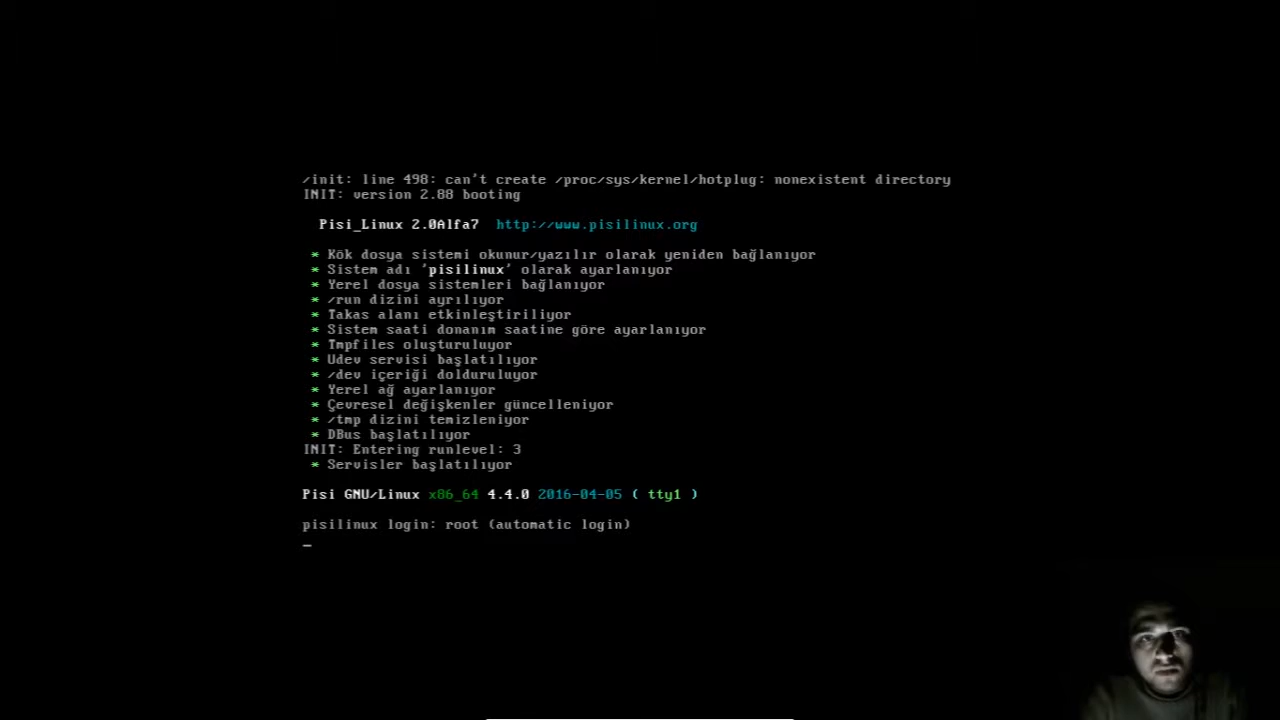 /init: line 498: can't create /proc/sys/kernel/hotplug: nonexistent directory
INIT: version 2.88 booting
Pisi_Linux 2.0Alfa7 http://www.pisilinux.org
* Kök dosya sistemi okunur/yazılır olarak yeniden bağlanıyor
* Sistem adı 'pisilinux' olarak ayarlanıyor
* Yerel dosya sistemleri bağlanıyor
* /run dizini ayrılıyor
* Takas alanı etkinleştiriliyor
* Sistem saati donanım saatine göre ayarlanıyor
* Tmpfiles oluşturuluyor
* Udev servisi başlatılıyor
* /dev içeriği dolduruluyor
* Yerel ağ ayarlanıyor
* Çevresel değişkenler güncelleniyor
* /tmp dizini temizleniyor
* DBus başlatılıyor
INIT: Entering runlevel: 3
* Servisler başlatılıyor
Pisi GNU/Linux x86_64 4.4.0 2016-04-05 ( tty1 )
pisilinux login: root (automatic login)
_